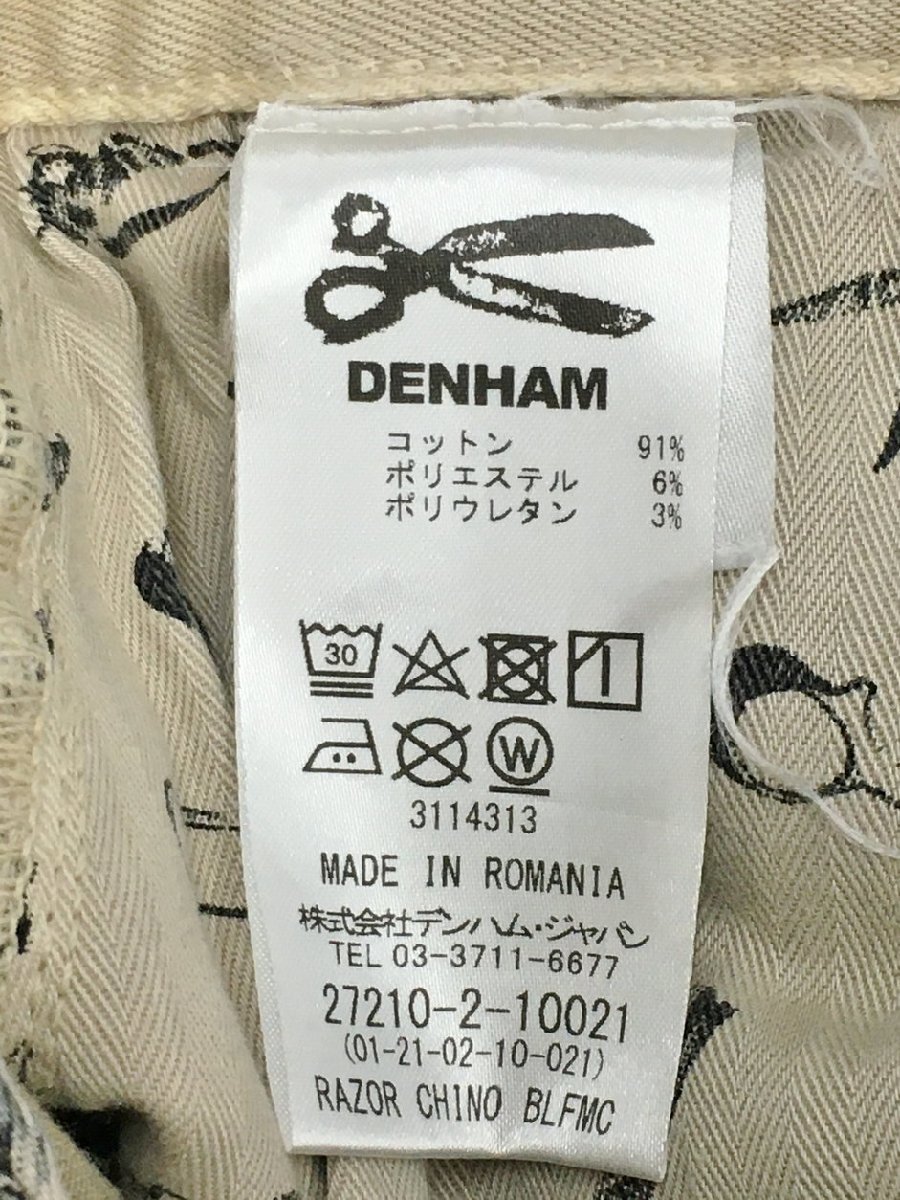 DENHAM
コットン 91%
ポリエステル 6%
ポリウレタン 3%
30
W
3114313
MADE IN ROMANIA
株式会社デンハム・ジャパン
TEL 03-3711-6677
27210-2-10021
(01-21-02-10-021)
RAZOR CHINO BLFMC